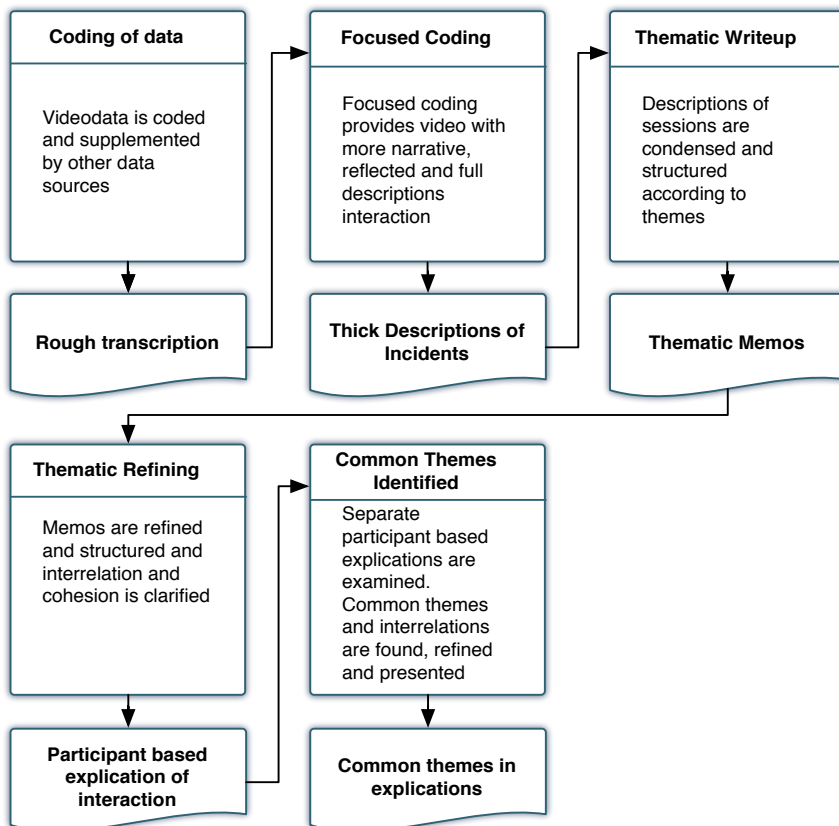 Coding of data
Videodata is coded
and supplemented
by other data
sources
Rough transcription
Focused Coding
Focused coding
provides video with
more narrative,
reflected and full
descriptions
interaction
Thick Descriptions of
Incidents
Thematic Writeup
Descriptions of
sessions are
condensed and
structured
according to
themes
Thematic Memos
Thematic Refining
Memos are refined
and structured and
interrelation and
cohesion is clarified
Participant based
explication of
interaction
Common Themes
Identified
Separate
participant based
explications are
examined.
Common themes
and interrelations
are found, refined
and presented
Common themes in
explications